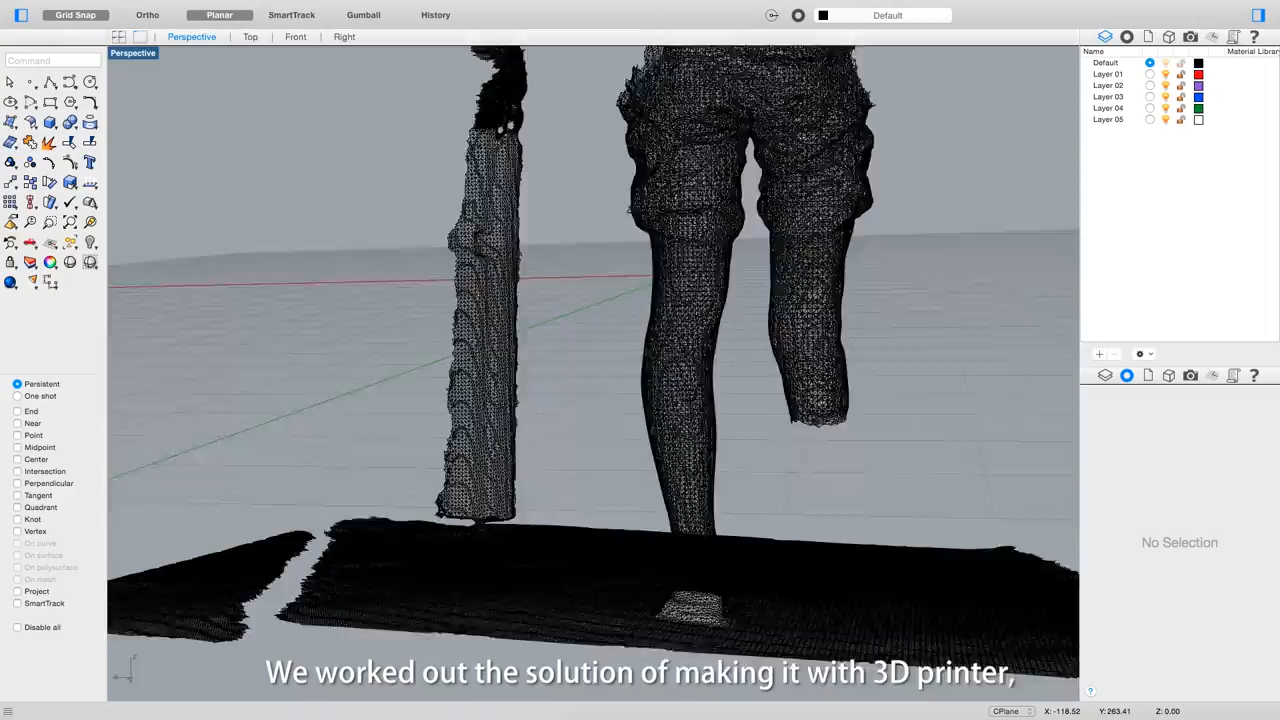 Grid Snap Ortho Planar SmartTrack Gumball History Default
Perspective Top Front Right
Perspective
Command
Name Material Library
Default
Layer 01
Layer 02
Layer 03
Layer 04
Layer 05
Persistent
One shot
End
Near
Point
Midpoint
Center
Intersection
Perpendicular
Tangent
Quadrant
Knot
Vertex
On curve
On surface
On polysurface
On mesh
Project
SmartTrack
Disable all
No Selection
We worked out the solution of making it with 3D printer,
CPlane X: -118.52 Y: 263.41 Z: 0.00